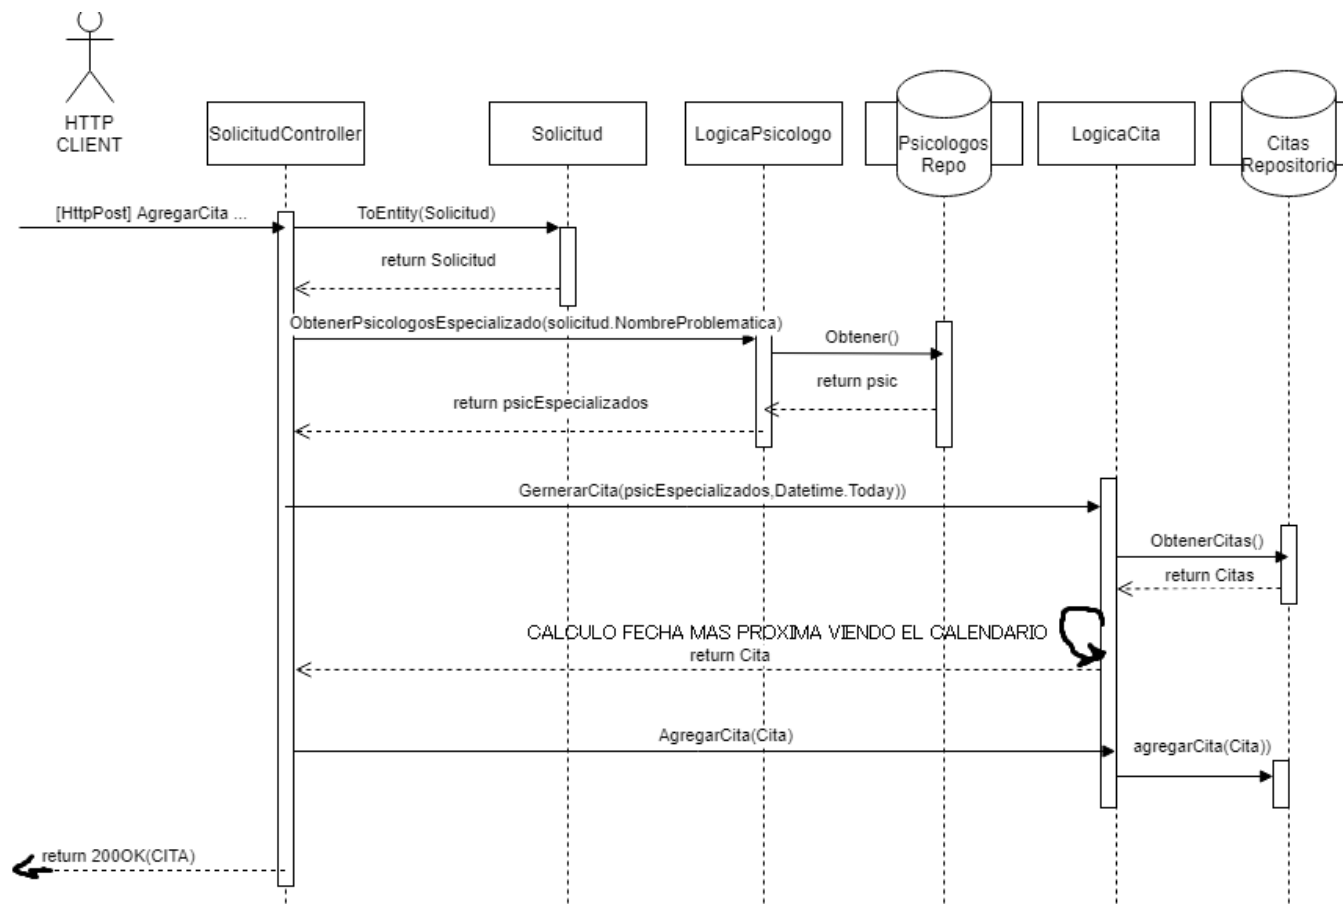 HTTP
CLIENT
SolicitudController
Solicitud
LogicaPsicologo
Psicologos
Repo
LogicaCita
Citas
Repositorio
[HttpPost] AgregarCita ...
ToEntity(Solicitud)
return Solicitud
ObtenerPsicologosEspecializado(solicitud.NombreProblematica)
Obtener()
return psic
return psicEspecializados
GernerarCita(psicEspecializados,Datetime.Today))
ObtenerCitas()
return Citas
CALCULO FECHA MAS PROXIMA VIENDO EL CALENDARIO
return Cita
AgregarCita(Cita)
agregarCita(Cita))
return 200OK(CITA)